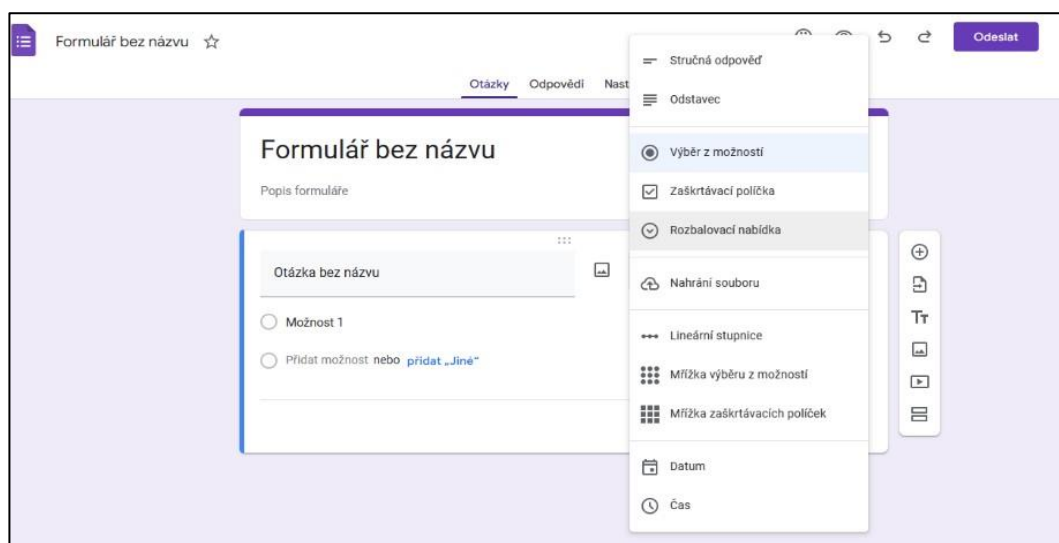 Formulář bez názvu
Odeslat
Otázky Odpovědi Nast
Formulář bez názvu
Popis formuláře
Otázka bez názvu
Možnost 1
Přidat možnost nebo přidat „Jiné“
Stručná odpověď
Odstavec
Výběr z možností
Zaškrtávací políčka
Rozbalovací nabídka
Nahrání souboru
Lineární stupnice
Mřížka výběru z možností
Mřížka zaškrtávacích políček
Datum
Čas
Tт